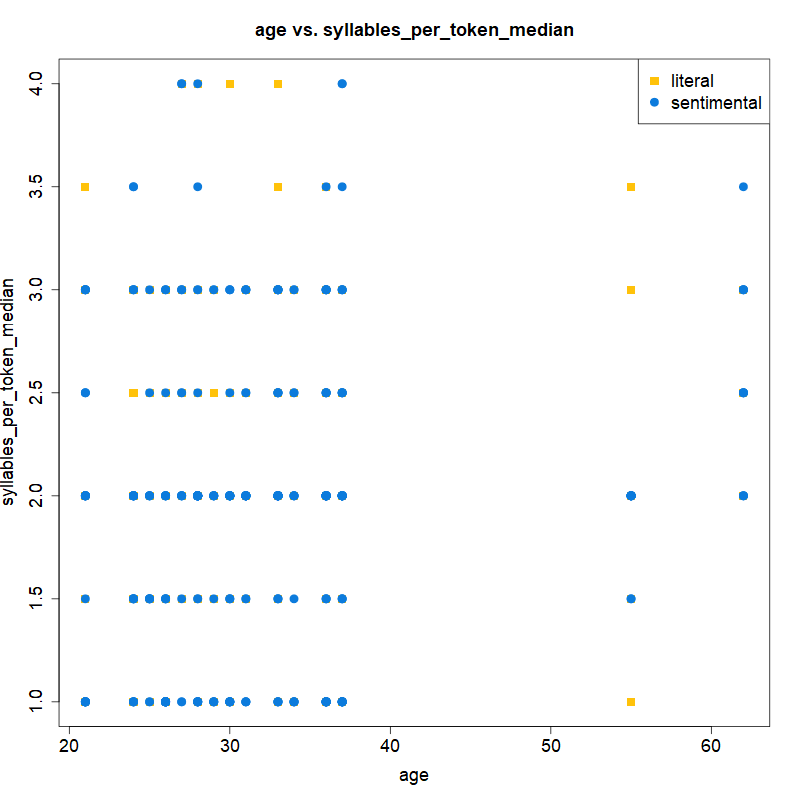 age vs. syllables_per_token_median
literal
sentimental
syllables_per_token_median
4.0
3.5
3.0
2.5
2.0
1.5
1.0
20 30 40 50 60
age